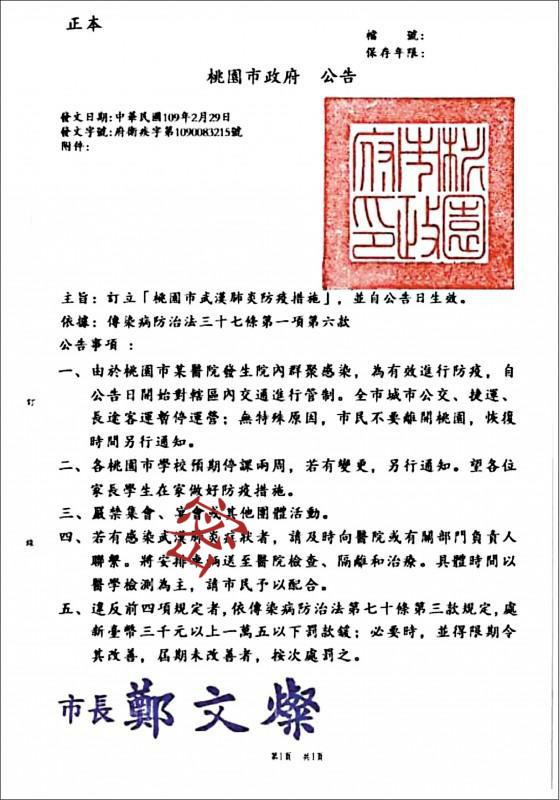 正本
檔　　號:
保存年限:
桃園市政府　公告
發文日期:中華民國109年2月29日
發文字號:府衛疾字第1090083215號
附件:
桃園市政府印
主旨：訂立「桃園市武漢肺炎防疫措施」，並自公告日生效。
依據：傳染病防治法三十七條第一項第六款
公告事項：
一、由於桃園市某醫院發生院內群聚感染，為有效進行防疫，自
公告日開始對轄區內交通進行管制。全市城市公交、捷運、
長途客運暫停運營；無特殊原因，市民不要離開桃園，恢復
時間另行通知。
二、各桃園市學校預期停課兩周，若有變更，另行通知。望各位
家長學生在家做好防疫措施。
三、嚴禁集會、宴會或其他團體活動。
四、若有感染武漢肺炎症狀者，請及時向醫院或有關部門負責人
聯繫。將安排車輛送至醫院檢查、隔離和治療。具體時間以
醫學檢測為主，請市民予以配合。
五、違反前四項規定者,依傳染病防治法第七十條第三款規定,處
新臺幣三千元以上一萬五以下罰款鍰；必要時，並得限期令
其改善，屆期未改善者，按次處罰之。
密
訂
線
市長 鄭文燦
第1頁　共1頁